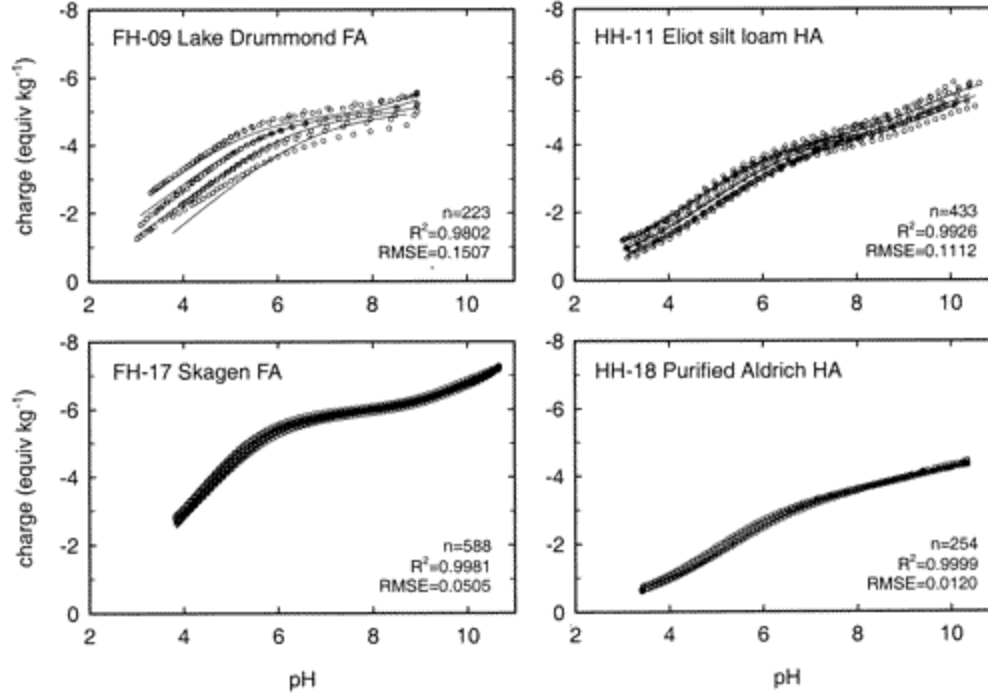 FH-09 Lake Drummond FA
HH-11 Eliot silt loam HA
-8
-6
-4
-2
0
charge (equiv kg⁻¹)
n=223
R²=0.9802
RMSE=0.1507
2 4 6 8 10
-8
-6
-4
-2
0
n=433
R²=0.9926
RMSE=0.1112
2 4 6 8 10
FH-17 Skagen FA
HH-18 Purified Aldrich HA
-8
-6
-4
-2
0
charge (equiv kg⁻¹)
n=588
R²=0.9981
RMSE=0.0505
2 4 6 8 10
pH
-8
-6
-4
-2
0
n=254
R²=0.9999
RMSE=0.0120
2 4 6 8 10
pH